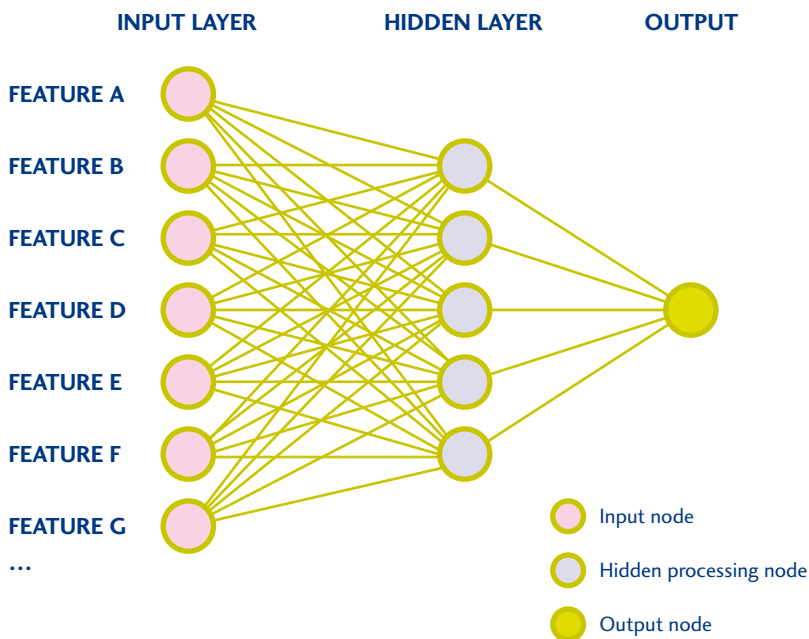 INPUT LAYER
HIDDEN LAYER
OUTPUT
FEATURE A
FEATURE B
FEATURE C
FEATURE D
FEATURE E
FEATURE F
FEATURE G
...
Input node
Hidden processing node
Output node